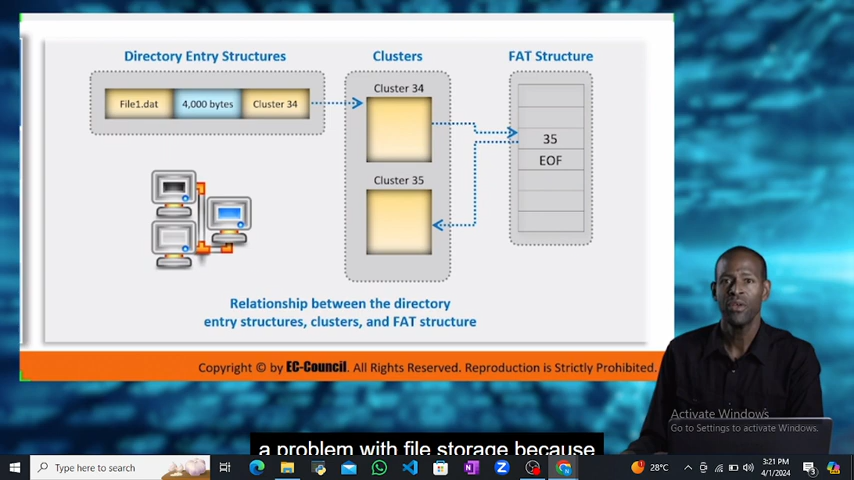 Directory Entry Structures
Clusters
FAT Structure
File1.dat
4,000 bytes
Cluster 34
Cluster 34
35
EOF
Cluster 35
Relationship between the directory
entry structures, clusters, and FAT structure
Copyright © by EC-Council. All Rights Reserved. Reproduction is Strictly Prohibited.
Activate Windows
Go to Settings to activate Windows.
a problem with file storage because
Type here to search
28°C
3:21 PM
4/1/2024